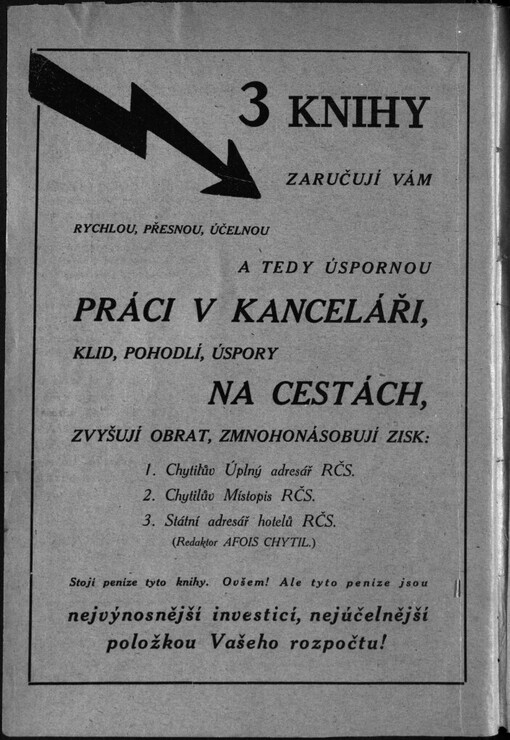 3 KNIHY
ZARUČUJÍ VÁM
RYCHLOU, PŘESNOU, ÚČELNOU
A TEDY ÚSPORNOU
PRÁCI V KANCELÁŘI,
KLID, POHODLÍ, ÚSPORY
NA CESTÁCH,
ZVYŠUJÍ OBRAT, ZMNOHONÁSOBUJÍ ZISK:
1. Chytilův Úplný adresář RČS.
2. Chytilův Místopis RČS.
3. Státní adresář hotelů RČS.
(Redaktor AFOIS CHYTIL.)
Stojí peníze tyto knihy. Ovšem! Ale tyto peníze jsou
nejvýnosnější investicí, nejúčelnější
položkou Vašeho rozpočtu!